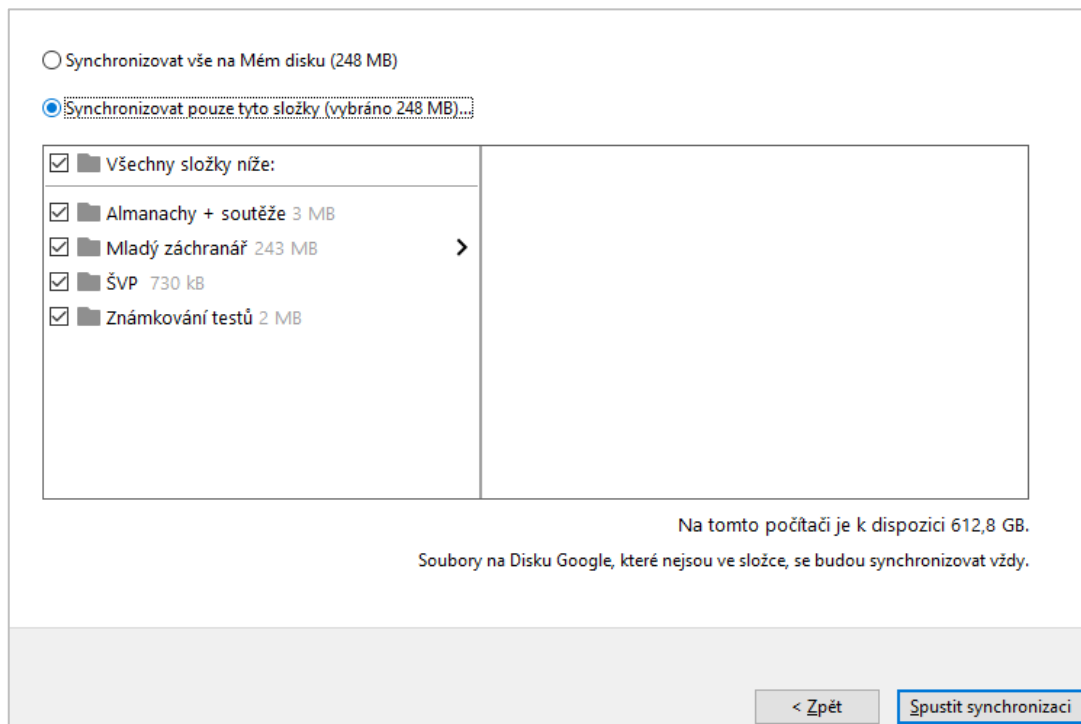 Synchronizovat vše na Mém disku (248 MB)
Synchronizovat pouze tyto složky (vybráno 248 MB)...
Všechny složky níže:
Almanachy + soutěže 3 MB
Mladý záchranář 243 MB
ŠVP 730 kB
Známkování testů 2 MB
Na tomto počítači je k dispozici 612,8 GB.
Soubory na Disku Google, které nejsou ve složce, se budou synchronizovat vždy.
< Zpět
Spustit synchronizaci